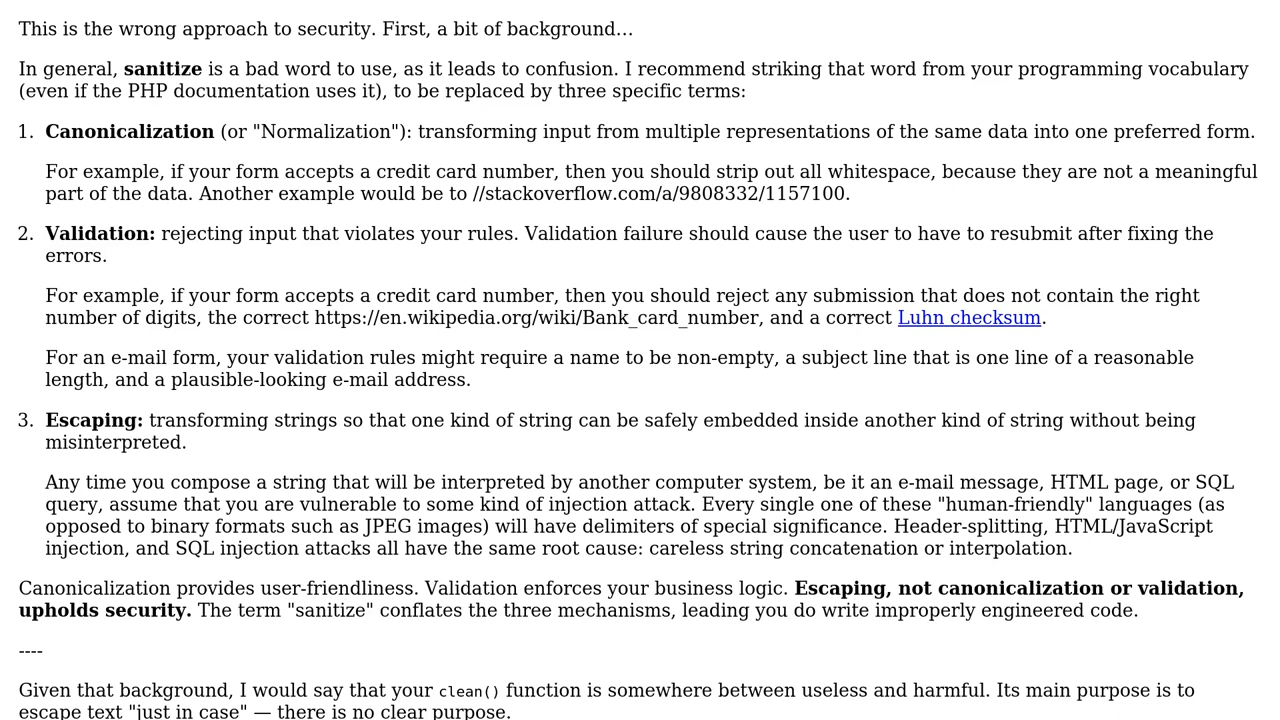 This is the wrong approach to security. First, a bit of background…
In general, sanitize is a bad word to use, as it leads to confusion. I recommend striking that word from your programming vocabulary
(even if the PHP documentation uses it), to be replaced by three specific terms:
1. Canonicalization (or "Normalization"): transforming input from multiple representations of the same data into one preferred form.
For example, if your form accepts a credit card number, then you should strip out all whitespace, because they are not a meaningful
part of the data. Another example would be to //stackoverflow.com/a/9808332/1157100.
2. Validation: rejecting input that violates your rules. Validation failure should cause the user to have to resubmit after fixing the
errors.
For example, if your form accepts a credit card number, then you should reject any submission that does not contain the right
number of digits, the correct https://en.wikipedia.org/wiki/Bank_card_number, and a correct Luhn checksum.
For an e-mail form, your validation rules might require a name to be non-empty, a subject line that is one line of a reasonable
length, and a plausible-looking e-mail address.
3. Escaping: transforming strings so that one kind of string can be safely embedded inside another kind of string without being
misinterpreted.
Any time you compose a string that will be interpreted by another computer system, be it an e-mail message, HTML page, or SQL
query, assume that you are vulnerable to some kind of injection attack. Every single one of these "human-friendly" languages (as
opposed to binary formats such as JPEG images) will have delimiters of special significance. Header-splitting, HTML/JavaScript
injection, and SQL injection attacks all have the same root cause: careless string concatenation or interpolation.
Canonicalization provides user-friendliness. Validation enforces your business logic. Escaping, not canonicalization or validation,
upholds security. The term "sanitize" conflates the three mechanisms, leading you do write improperly engineered code.
----
Given that background, I would say that your clean() function is somewhere between useless and harmful. Its main purpose is to
escape text "just in case" — there is no clear purpose.